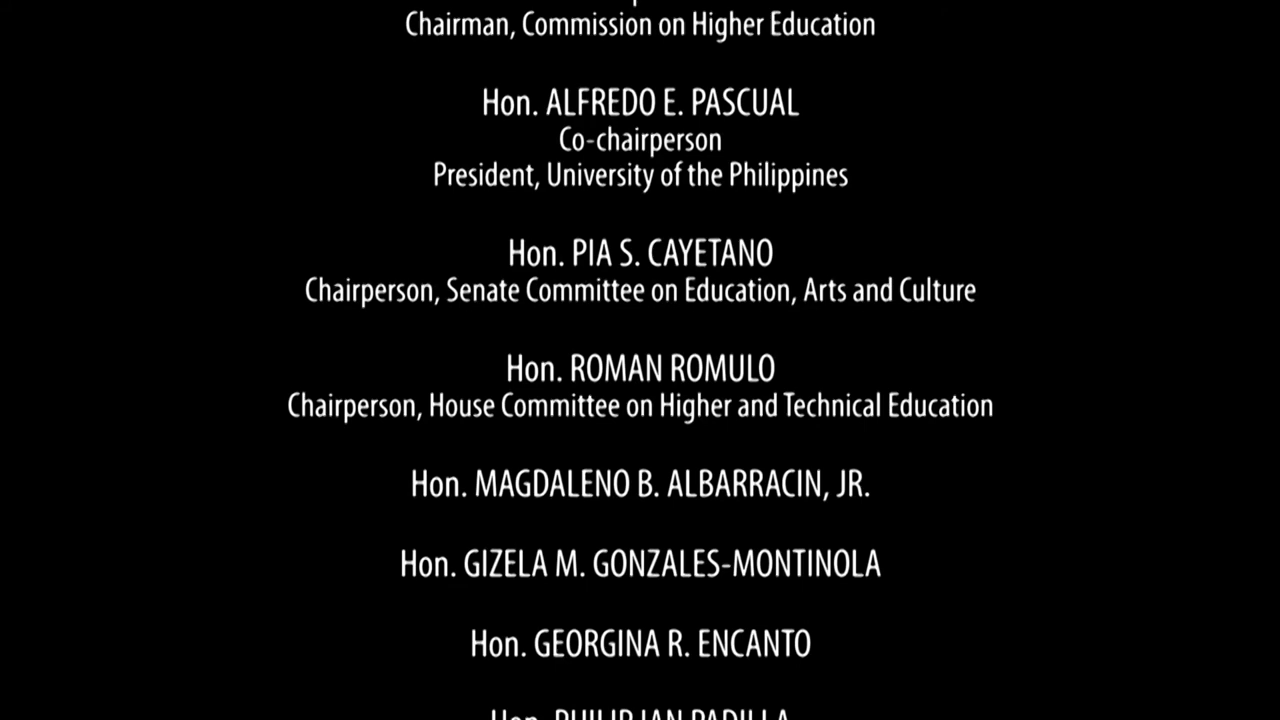 Chairman, Commission on Higher Education
Hon. ALFREDO E. PASCUAL
Co-chairperson
President, University of the Philippines
Hon. PIA S. CAYETANO
Chairperson, Senate Committee on Education, Arts and Culture
Hon. ROMAN ROMULO
Chairperson, House Committee on Higher and Technical Education
Hon. MAGDALENO B. ALBARRACIN, JR.
Hon. GIZELA M. GONZALES-MONTINOLA
Hon. GEORGINA R. ENCANTO
Hon. PHILIP IAN PADILLA